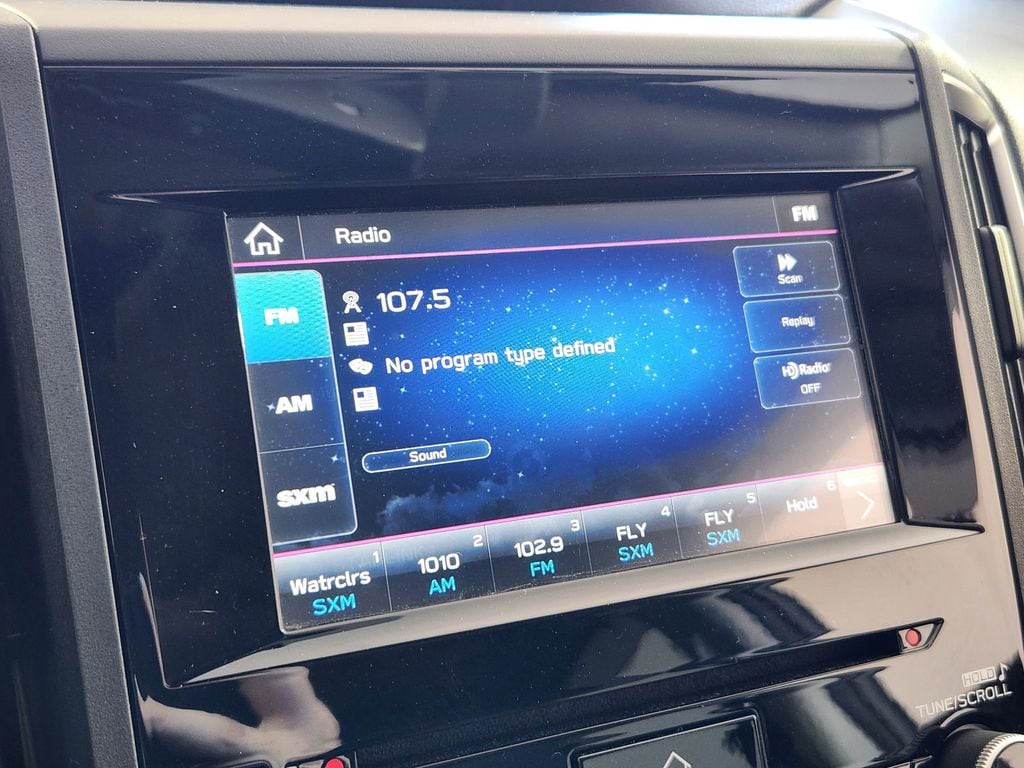 Radio
FM
FM
AM
sxm
107.5
No program type defined
Sound
Scan
Replay
HD Radio
OFF
1
Watrclrs
SXM
2
1010
AM
3
102.9
FM
4
FLY
SXM
5
FLY
SXM
6
Hold
HOLD
TUNE/SCROLL